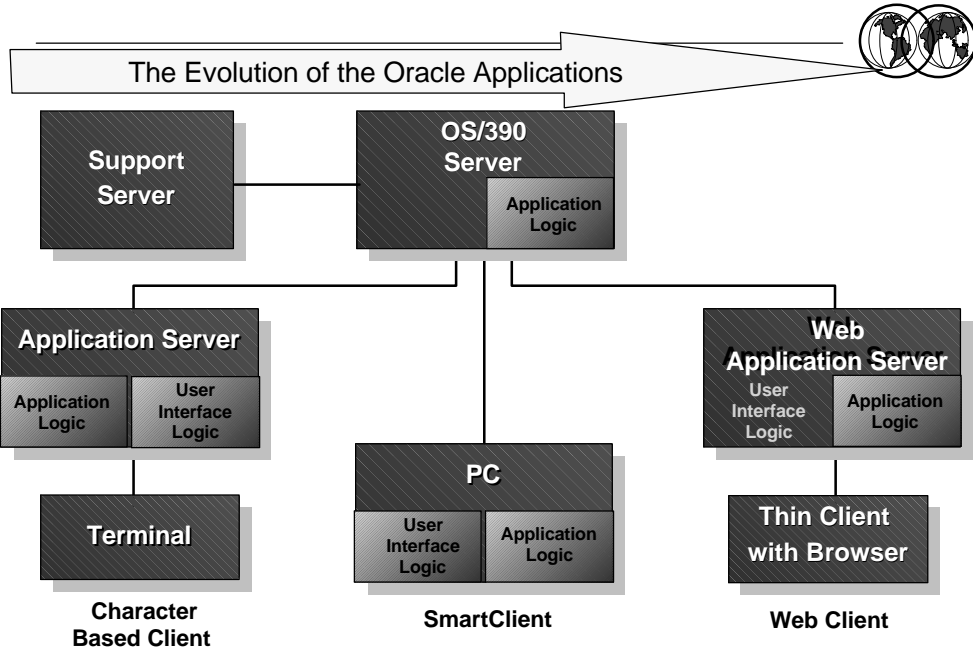 The Evolution of the Oracle Applications
Support
Server
OS/390
Server
Application
Logic
Application Server
Application
Logic
User
Interface
Logic
Terminal
Character
Based Client
PC
User
Interface
Logic
Application
Logic
SmartClient
Web
Application Server
User
Interface
Logic
Application
Logic
Thin Client
with Browser
Web Client